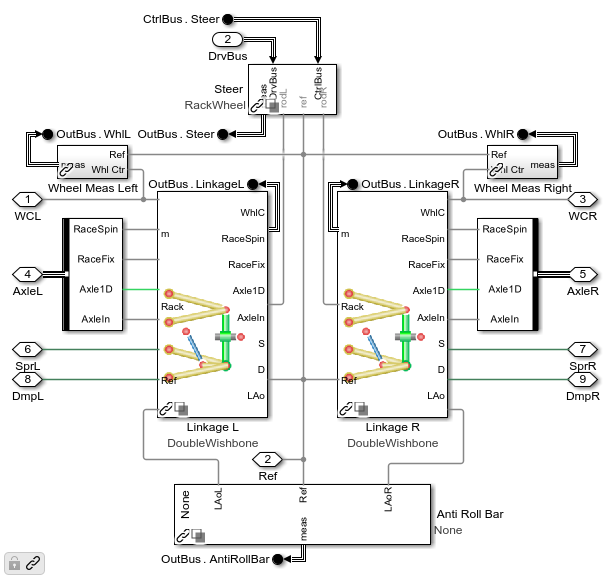 CtrlBus . Steer
2
DrvBus
Steer
RackWheel
DrvBus
CtrlBus
meas
rodL
ref
rodR
OutBus . WhlL
OutBus . Steer
OutBus . WhlR
Ref
meas
Whl Ctr
Wheel Meas Left
Ref
Whl Ctr
meas
Wheel Meas Right
OutBus . LinkageL
OutBus . LinkageR
1
WCL
3
WCR
RaceSpin
RaceFix
Axle1D
AxleIn
4
AxleL
m
WhlC
RaceSpin
RaceFix
Axle1D
AxleIn
S
D
LAo
Rack
Ref
Linkage L
DoubleWishbone
m
WhlC
RaceSpin
RaceFix
Axle1D
AxleIn
S
D
LAo
Rack
Ref
Linkage R
DoubleWishbone
RaceSpin
RaceFix
Axle1D
AxleIn
5
AxleR
6
SprL
8
DmpL
7
SprR
9
DmpR
2
Ref
None
LAoL
Ref
LAoR
meas
Anti Roll Bar
None
OutBus . AntiRollBar